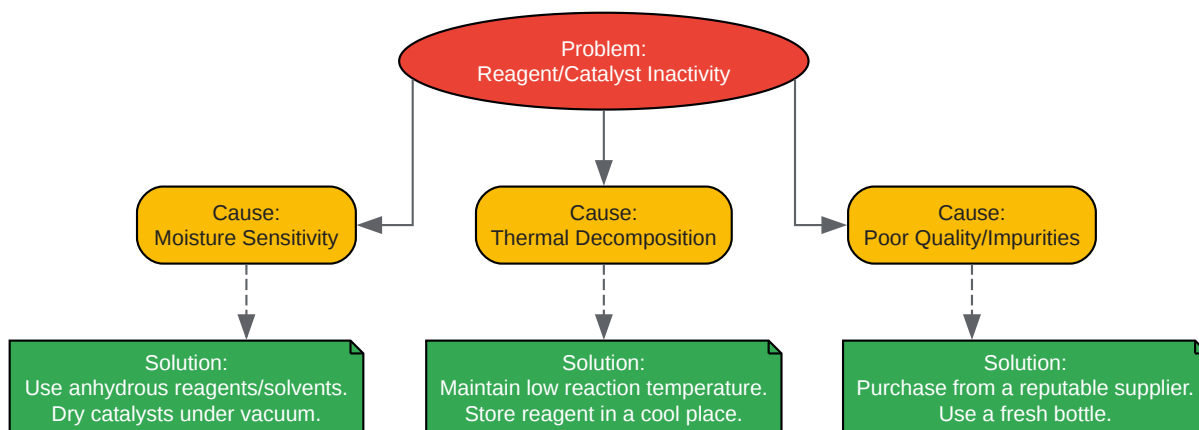 Problem:
Reagent/Catalyst Inactivity
Cause:
Moisture Sensitivity
Cause:
Thermal Decomposition
Cause:
Poor Quality/Impurities
Solution:
Use anhydrous reagents/solvents.
Dry catalysts under vacuum.
Solution:
Maintain low reaction temperature.
Store reagent in a cool place.
Solution:
Purchase from a reputable supplier.
Use a fresh bottle.